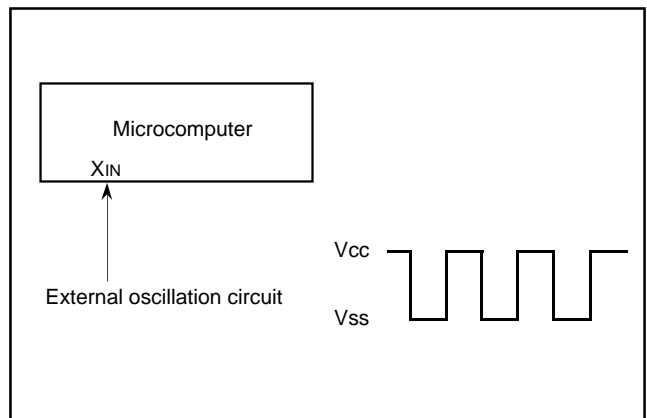 Microcomputer
XIN
External oscillation circuit
Vcc
Vss